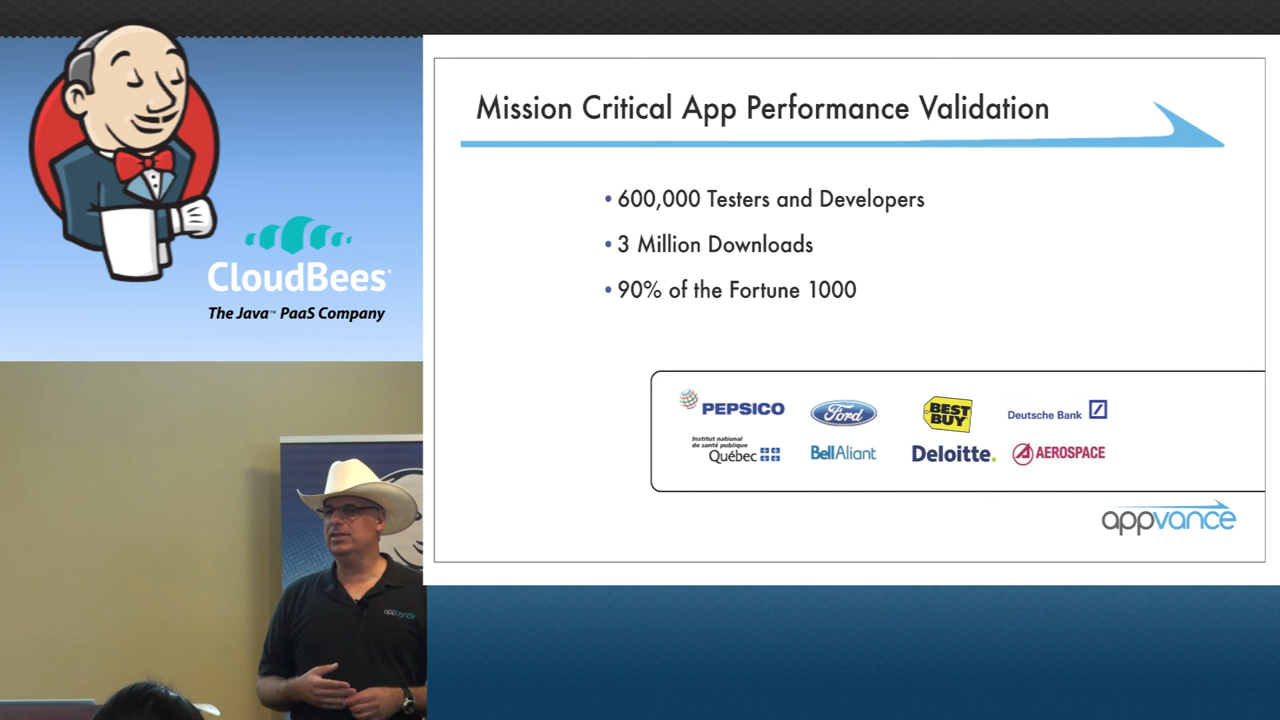 CloudBees
The Java™ PaaS Company
Mission Critical App Performance Validation
• 600,000 Testers and Developers
• 3 Million Downloads
• 90% of the Fortune 1000
PEPSICO
Ford
BEST BUY
Deutsche Bank
Institut national
de santé publique
Québec
BellAliant
Deloitte.
AEROSPACE
appvance
appvance